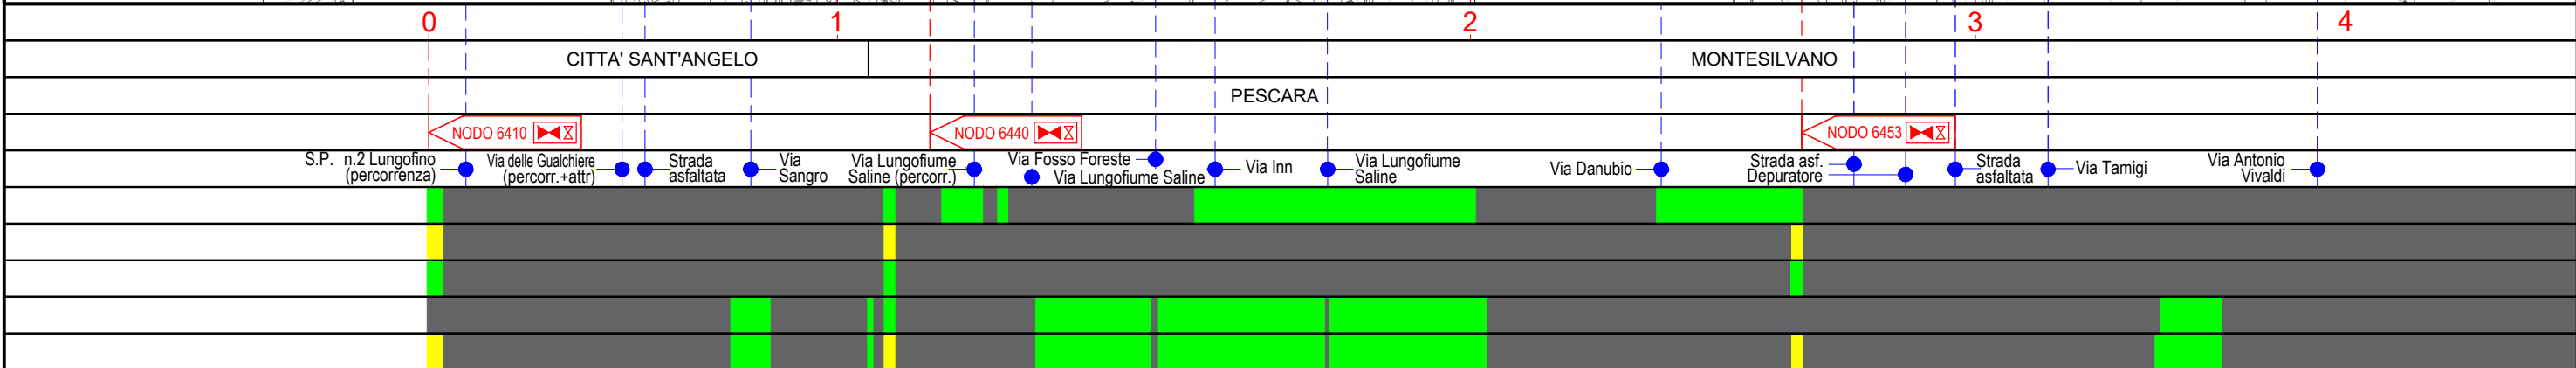 0 1 2 3 4
CITTA' SANT'ANGELO MONTESILVANO
PESCARA
NODO 6410 NODO 6440 NODO 6453
S.P. n.2 Lungofino
(percorrenza)
Via delle Gualchiere
(percorr.+attr)
Strada
asfaltata
Via
Sangro
Via Lungofiume
Saline (percorr.)
Via Fosso Foreste
Via Lungofiume Saline
Via Inn
Via Lungofiume
Saline
Via Danubio
Strada asf.
Depuratore
Strada
asfaltata
Via Tamigi
Via Antonio
Vivaldi